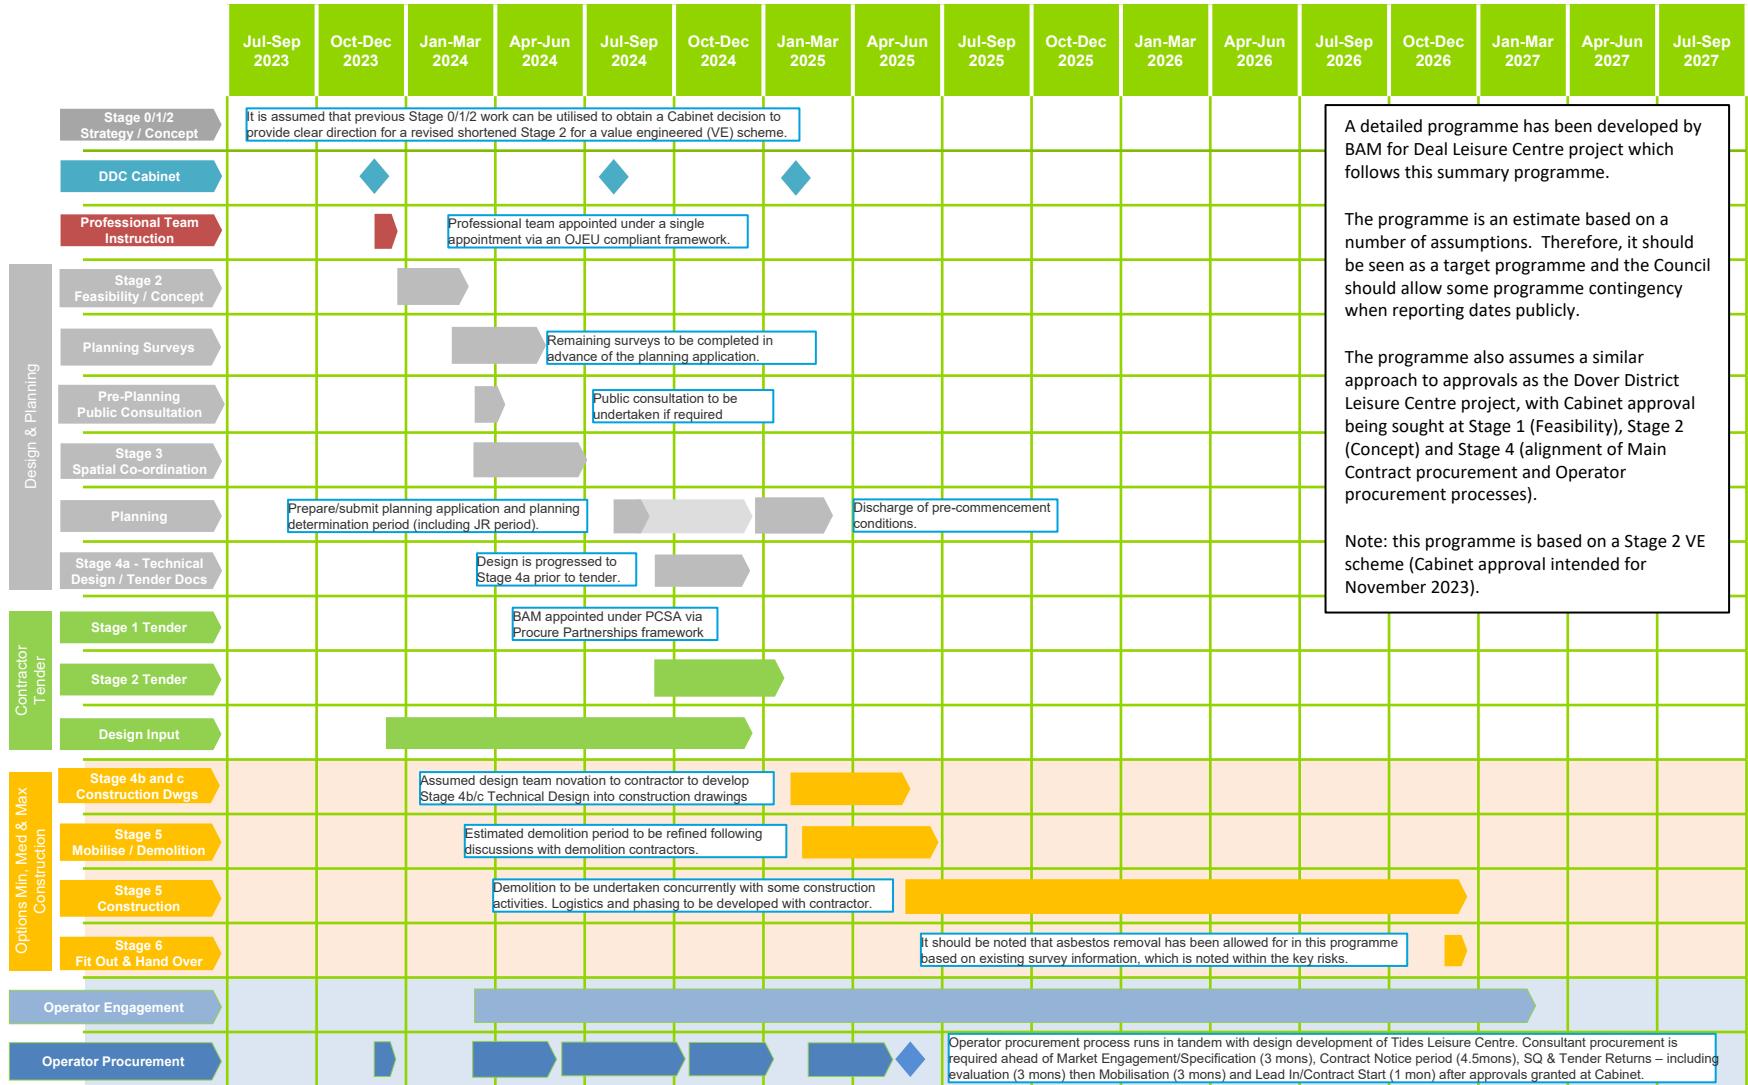 Jul-Sep 2023
Oct-Dec 2023
Jan-Mar 2024
Apr-Jun 2024
Jul-Sep 2024
Oct-Dec 2024
Jan-Mar 2025
Apr-Jun 2025
Jul-Sep 2025
Oct-Dec 2025
Jan-Mar 2026
Apr-Jun 2026
Jul-Sep 2026
Oct-Dec 2026
Jan-Mar 2027
Apr-Jun 2027
Jul-Sep 2027
Stage 0/1/2
Strategy / Concept
It is assumed that previous Stage 0/1/2 work can be utilised to obtain a Cabinet decision to
provide clear direction for a revised shortened Stage 2 for a value engineered (VE) scheme.
DDC Cabinet
Professional Team
Instruction
Professional team appointed under a single
appointment via an OJEU compliant framework.
Design & Planning
Stage 2
Feasibility / Concept
Planning Surveys
Remaining surveys to be completed in
advance of the planning application.
Pre-Planning
Public Consultation
Public consultation to be
undertaken if required
Stage 3
Spatial Co-ordination
Planning
Prepare/submit planning application and planning
determination period (including JR period).
Discharge of pre-commencement
conditions.
Stage 4a - Technical
Design / Tender Docs
Design is progressed to
Stage 4a prior to tender.
Contractor
Tender
Stage 1 Tender
BAM appointed under PCSA via
Procure Partnerships framework
Stage 2 Tender
Design Input
Options Min, Med & Max
Construction
Stage 4b and c
Construction Dwgs
Assumed design team novation to contractor to develop
Stage 4b/c Technical Design into construction drawings
Stage 5
Mobilise / Demolition
Estimated demolition period to be refined following
discussions with demolition contractors.
Stage 5
Construction
Demolition to be undertaken concurrently with some construction
activities. Logistics and phasing to be developed with contractor.
Stage 6
Fit Out & Hand Over
It should be noted that asbestos removal has been allowed for in this programme
based on existing survey information, which is noted within the key risks.
Operator Engagement
Operator Procurement
Operator procurement process runs in tandem with design development of Tides Leisure Centre. Consultant procurement is
required ahead of Market Engagement/Specification (3 mons), Contract Notice period (4.5mons), SQ & Tender Returns – including
evaluation (3 mons) then Mobilisation (3 mons) and Lead In/Contract Start (1 mon) after approvals granted at Cabinet.
A detailed programme has been developed by
BAM for Deal Leisure Centre project which
follows this summary programme.
The programme is an estimate based on a
number of assumptions. Therefore, it should
be seen as a target programme and the Council
should allow some programme contingency
when reporting dates publicly.
The programme also assumes a similar
approach to approvals as the Dover District
Leisure Centre project, with Cabinet approval
being sought at Stage 1 (Feasibility), Stage 2
(Concept) and Stage 4 (alignment of Main
Contract procurement and Operator
procurement processes).
Note: this programme is based on a Stage 2 VE
scheme (Cabinet approval intended for
November 2023).